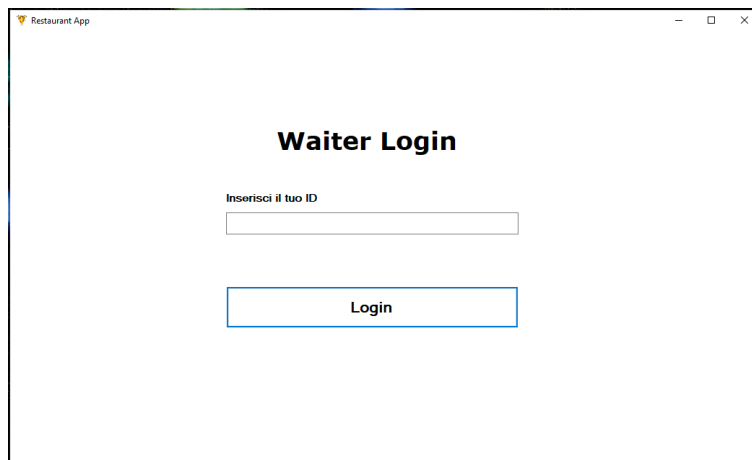 Restaurant App
Waiter Login
Inserisci il tuo ID
Login